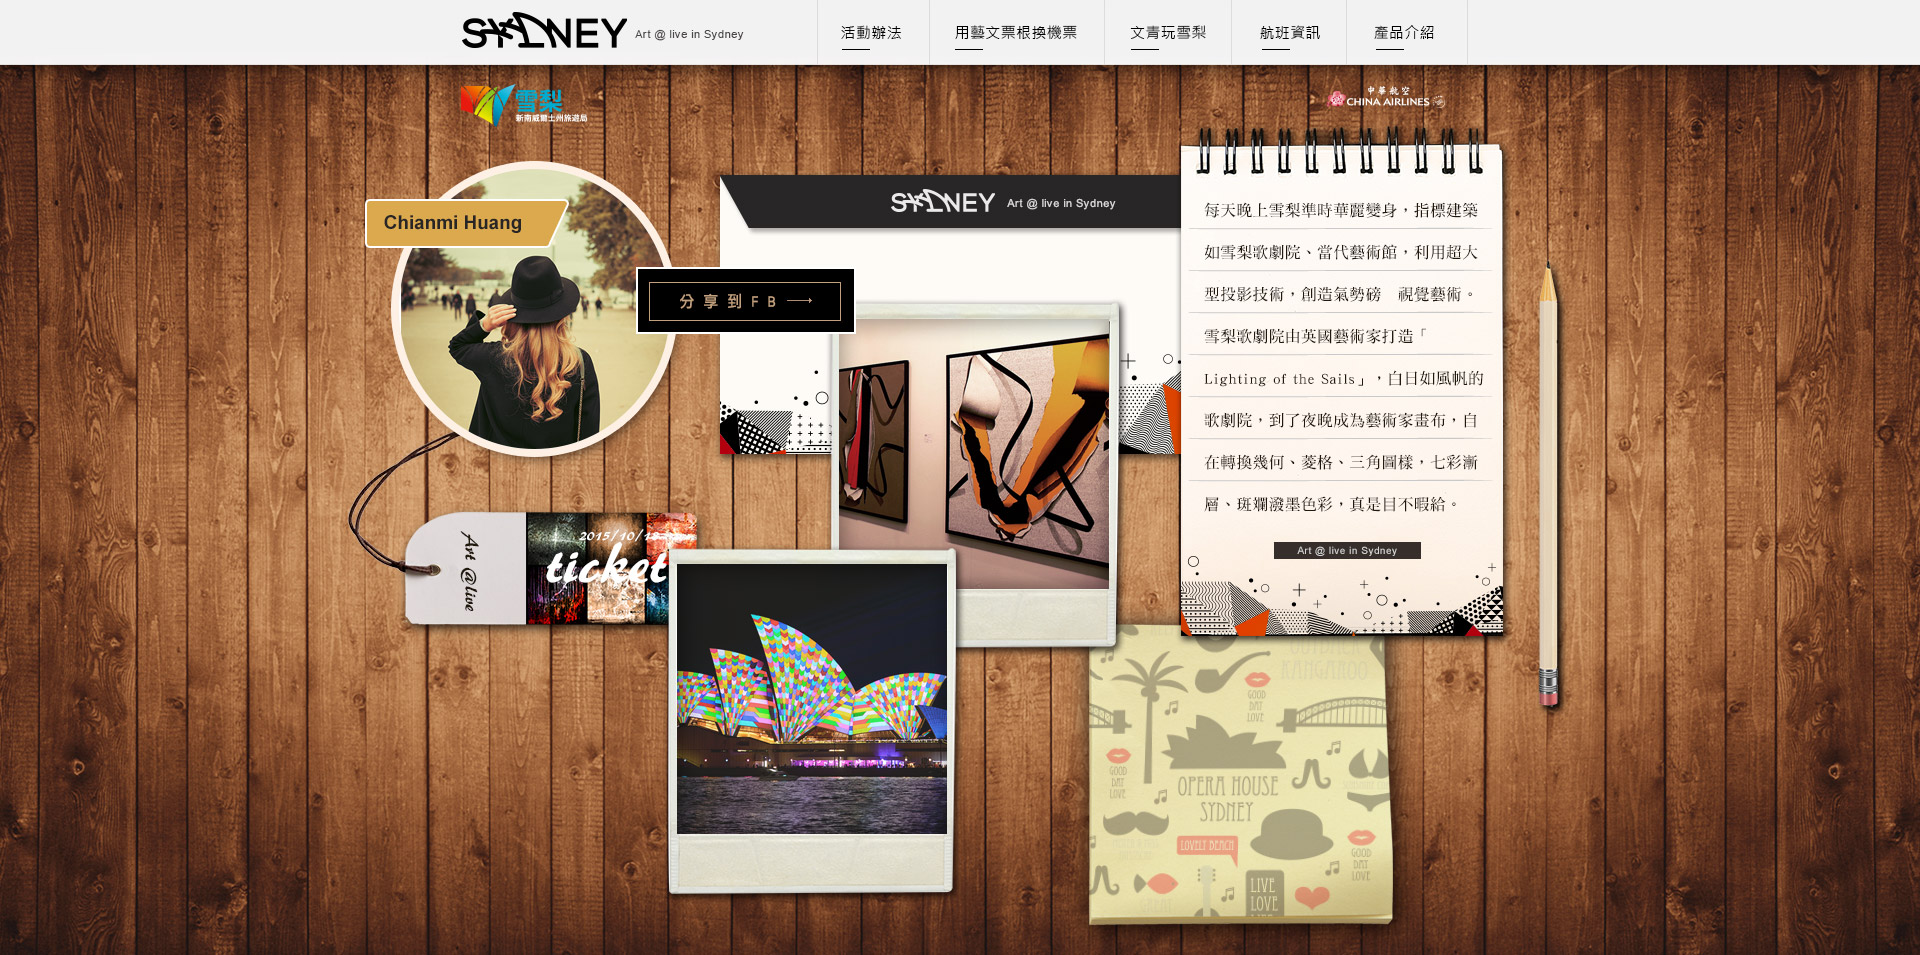 SYDNEY Art @ live in Sydney
活動辦法
用藝文票根換機票
文青玩雪梨
航班資訊
產品介紹
雪梨
新南威爾士州旅遊局
中華航空
CHINA AIRLINES
Chianmi Huang
SYDNEY Art @ live in Sydney
分享到FB
每天晚上雪梨準時華麗變身，指標建築
如雪梨歌劇院、當代藝術館，利用超大
型投影技術，創造氣勢磅　視覺藝術。
雪梨歌劇院由英國藝術家打造「
Lighting of the Sails」，白日如風帆的
歌劇院，到了夜晚成為藝術家畫布，自
在轉換幾何、菱格、三角圖樣，七彩漸
層、斑斕潑墨色彩，真是目不暇給。
Art @ live in Sydney
Art @live
2015/10/18
ticket
KANGAROO
GOOD
DAY
LOVE
GOOD
DAY
LOVE
OPERA HOUSE
SYDNEY
LOVELY BEACH
GOOD
DAY
LOVE
LIVE
LOVE